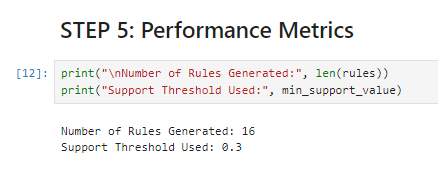 STEP 5: Performance Metrics
[12]: print("\nNumber of Rules Generated:", len(rules))
print("Support Threshold Used:", min_support_value)
Number of Rules Generated: 16
Support Threshold Used: 0.3